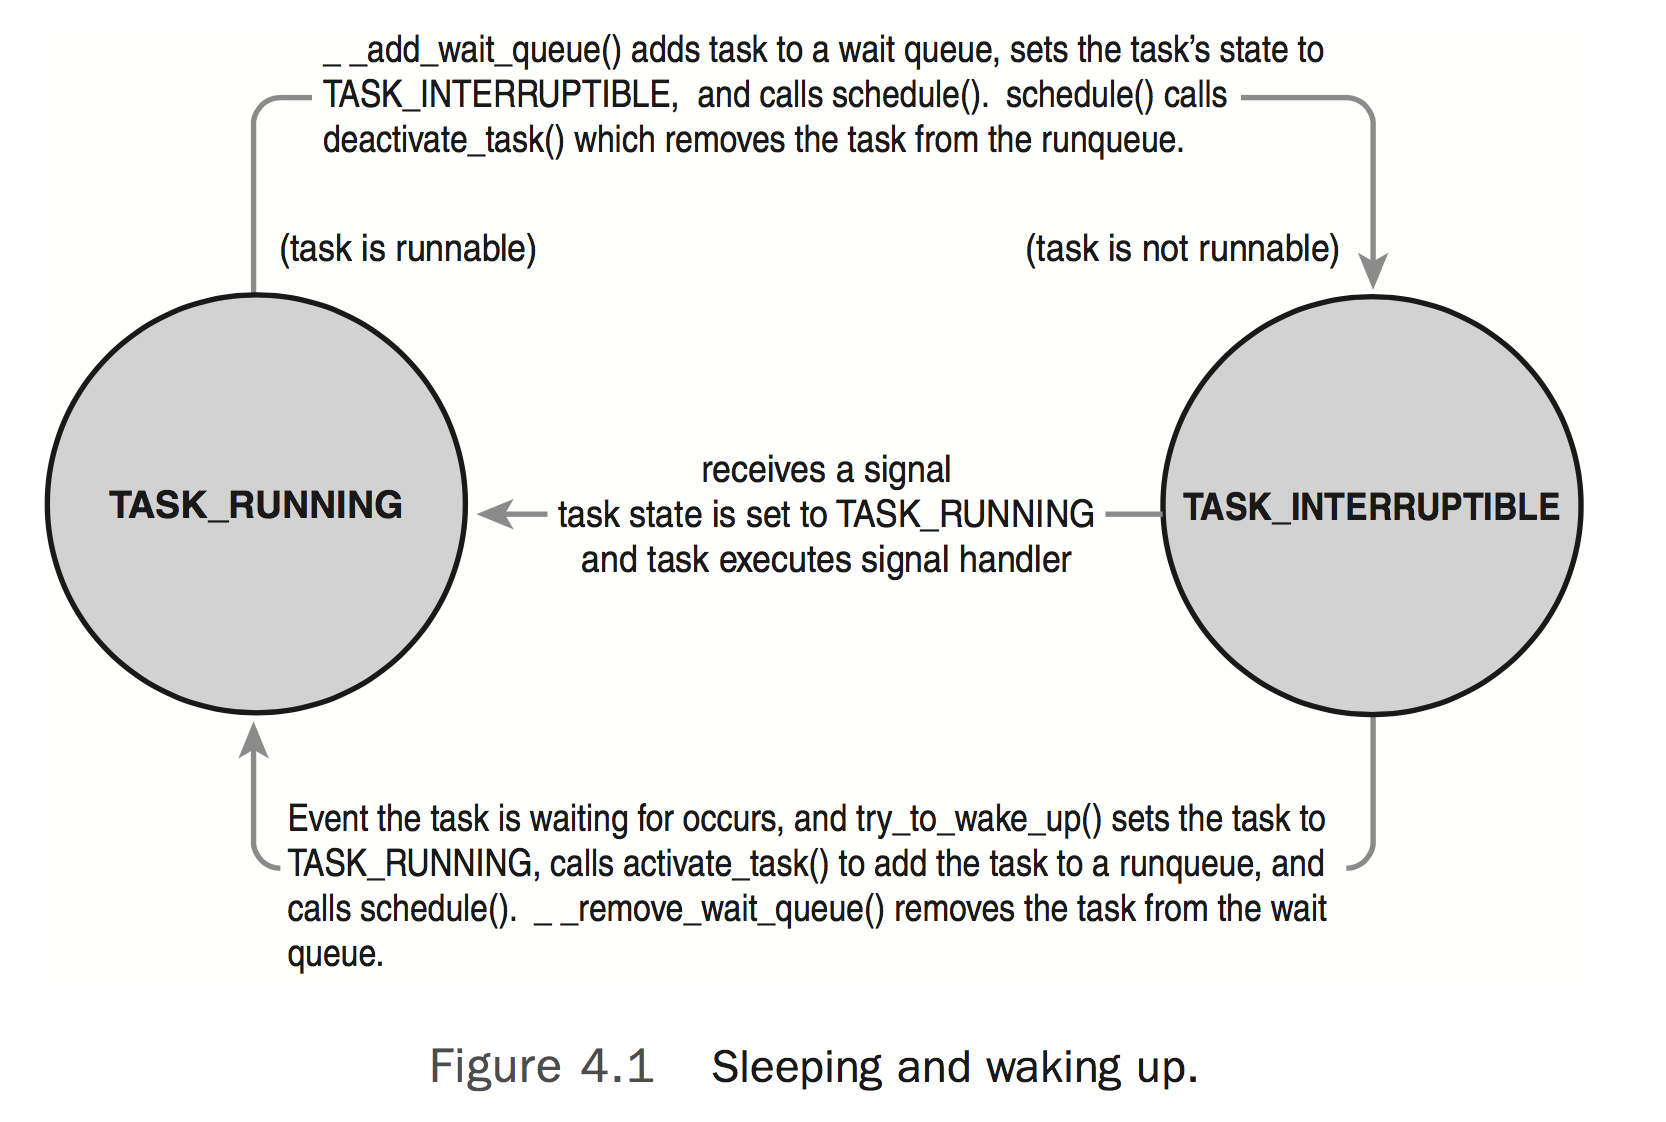 _ _add_wait_queue() adds task to a wait queue, sets the task’s state to
TASK_INTERRUPTIBLE, and calls schedule(). schedule() calls
deactivate_task() which removes the task from the runqueue.
(task is runnable)
(task is not runnable)
receives a signal
TASK_RUNNING
task state is set to TASK_RUNNING
TASK_INTERRUPTIBLE
and task executes signal handler
Event the task is waiting for occurs, and try_to_wake_up() sets the task to
TASK_RUNNING, calls activate_task() to add the task to a runqueue, and
calls schedule(). _ _remove_wait_queue() removes the task from the wait
queue.
Figure 4.1 Sleeping and waking up.